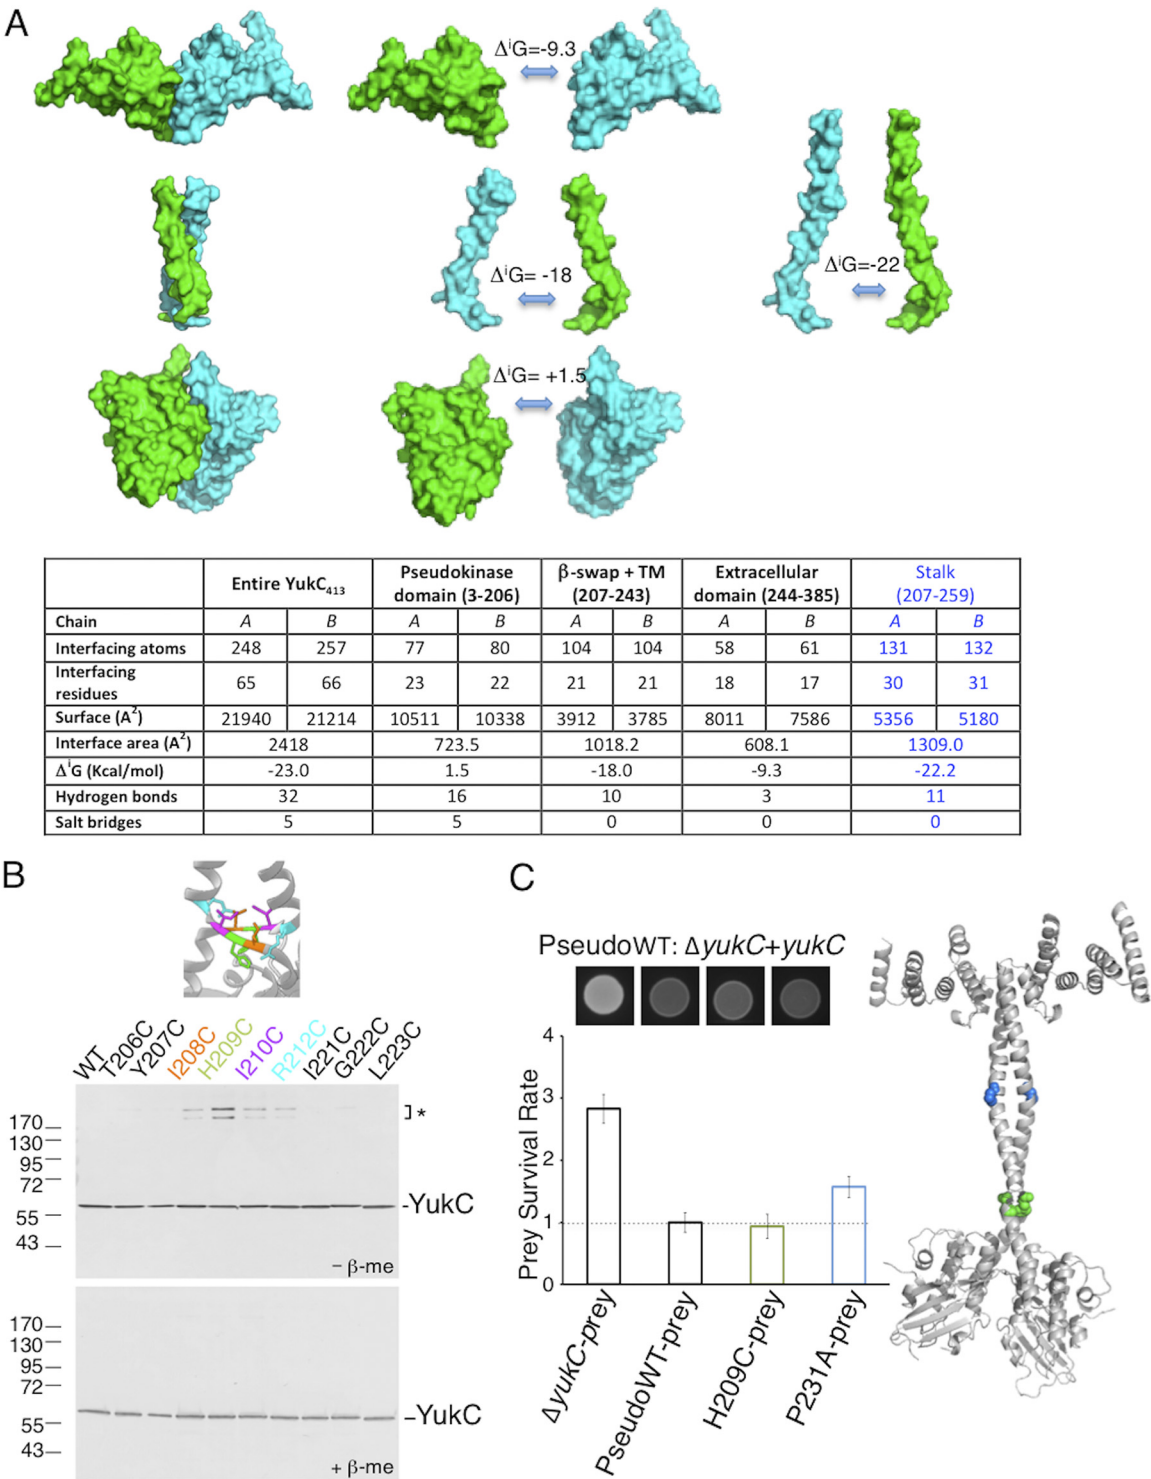 A
ΔⁱG=-9.3
ΔⁱG= -18
ΔⁱG=-22
ΔⁱG= +1.5
Entire YukC₄₁₃ Pseudokinase domain (3-206) β-swap + TM (207-243) Extracellular domain (244-385) Stalk (207-259)
Chain A B A B A B A B A B
Interfacing atoms 248 257 77 80 104 104 58 61 131 132
Interfacing residues 65 66 23 22 21 21 18 17 30 31
Surface (A²) 21940 21214 10511 10338 3912 3785 8011 7586 5356 5180
Interface area (A²) 2418 723.5 1018.2 608.1 1309.0
ΔⁱG (Kcal/mol) -23.0 1.5 -18.0 -9.3 -22.2
Hydrogen bonds 32 16 10 3 11
Salt bridges 5 5 0 0 0
B
WT T206C Y207C I208C H209C I210C R212C I221C G222C L223C
170
130
95
72
55
43
*
-YukC
– β-me
170
130
95
72
55
43
–YukC
+ β-me
C
PseudoWT: ΔyukC+yukC
Prey Survival Rate
4
3
2
1
0
ΔyukC-prey
PseudoWT-prey
H209C-prey
P231A-prey